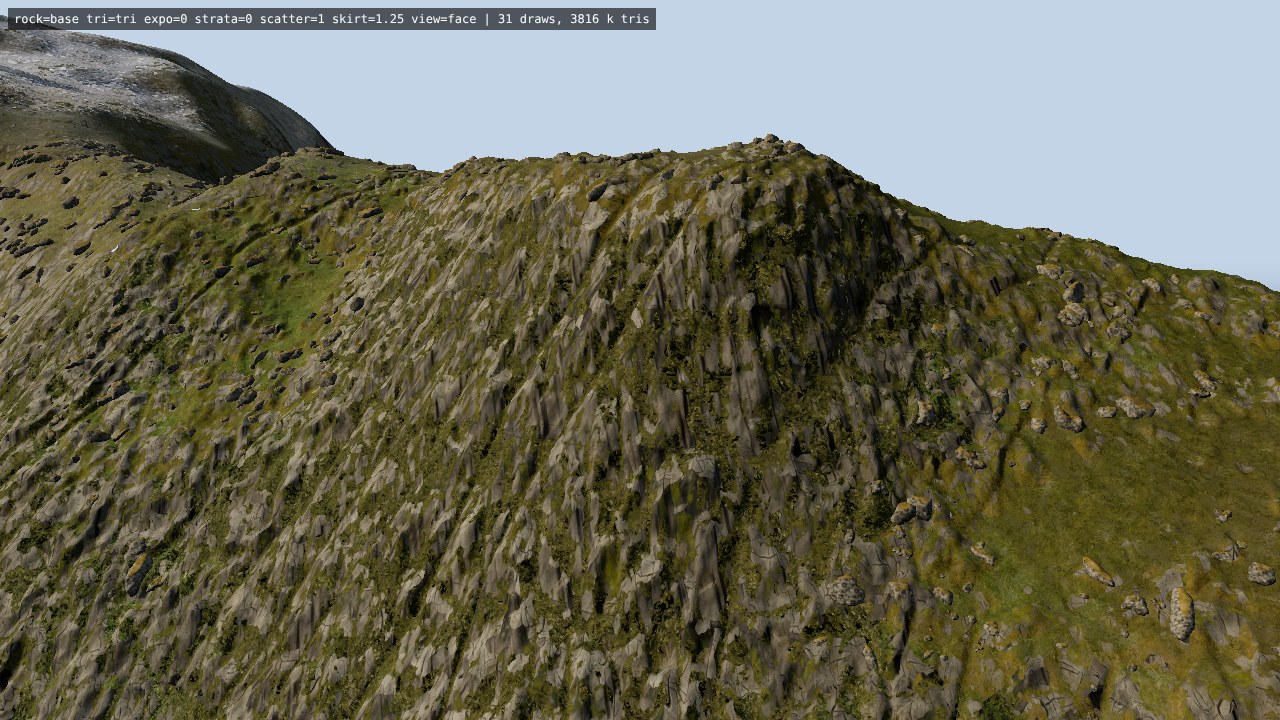 rock=base tri=tri expo=0 strata=0 scatter=1 skirt=1.25 view=face | 31 draws, 3816 k tris